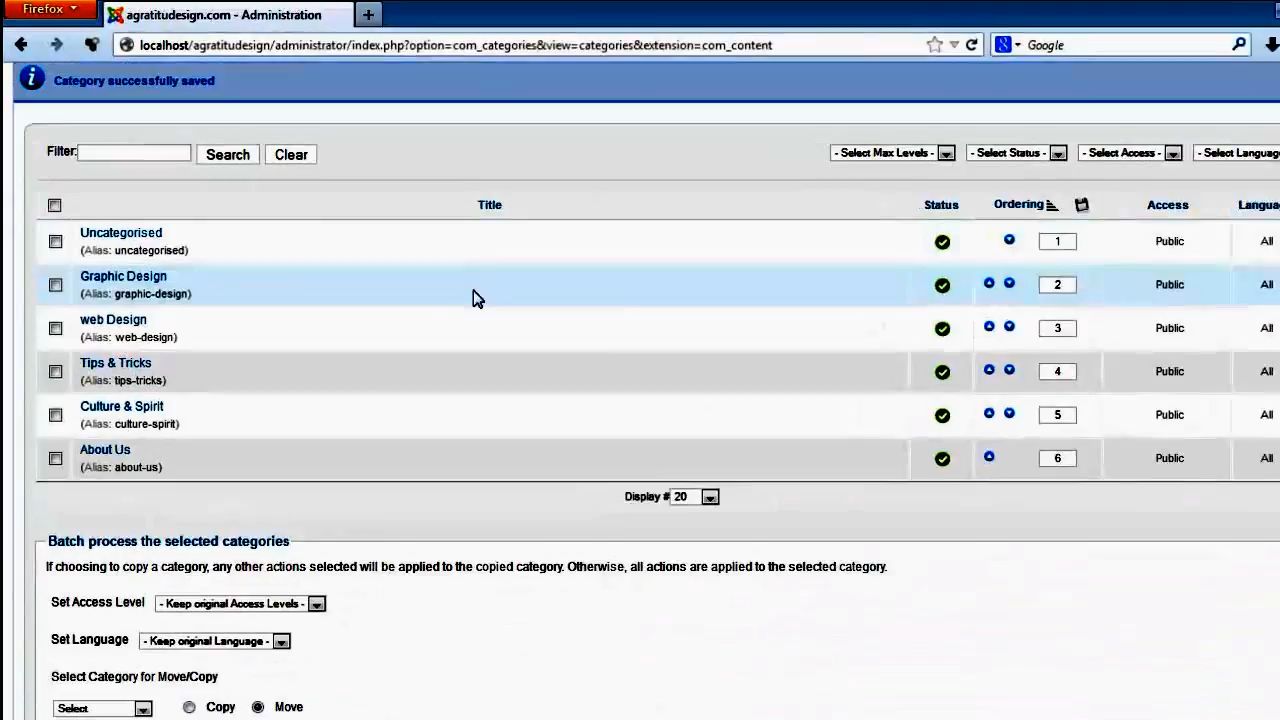 Firefox
agratitudesign.com - Administration
localhost/agratitudesign/administrator/index.php?option=com_categories&view=categories&extension=com_content
Google
Category successfully saved
Filter: Search Clear - Select Max Levels - - Select Status - - Select Access - - Select Language
Title Status Ordering Access Langua
Uncategorised
(Alias: uncategorised) 1 Public All
Graphic Design
(Alias: graphic-design) 2 Public All
web Design
(Alias: web-design) 3 Public All
Tips & Tricks
(Alias: tips-tricks) 4 Public All
Culture & Spirit
(Alias: culture-spirit) 5 Public All
About Us
(Alias: about-us) 6 Public All
Display # 20
Batch process the selected categories
If choosing to copy a category, any other actions selected will be applied to the copied category. Otherwise, all actions are applied to the selected category.
Set Access Level - Keep original Access Levels -
Set Language - Keep original Language -
Select Category for Move/Copy
Select Copy Move